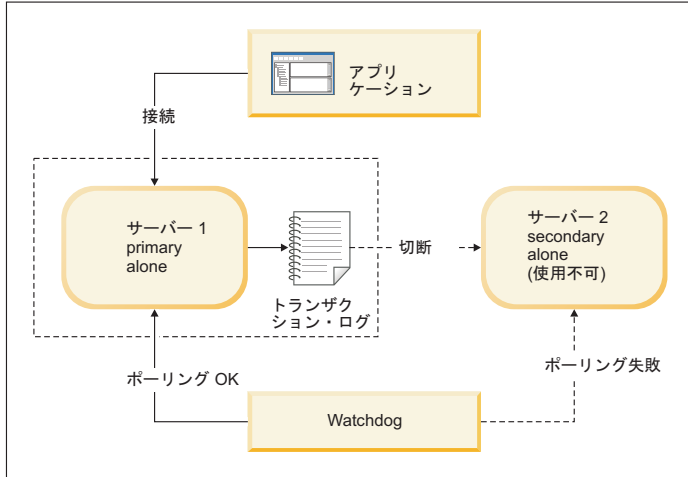 アプリ
ケーション
接続
サーバー 1
primary
alone
トランザク
ション・ログ
切断
サーバー 2
secondary
alone
(使用不可)
ポーリング OK
ポーリング失敗
Watchdog